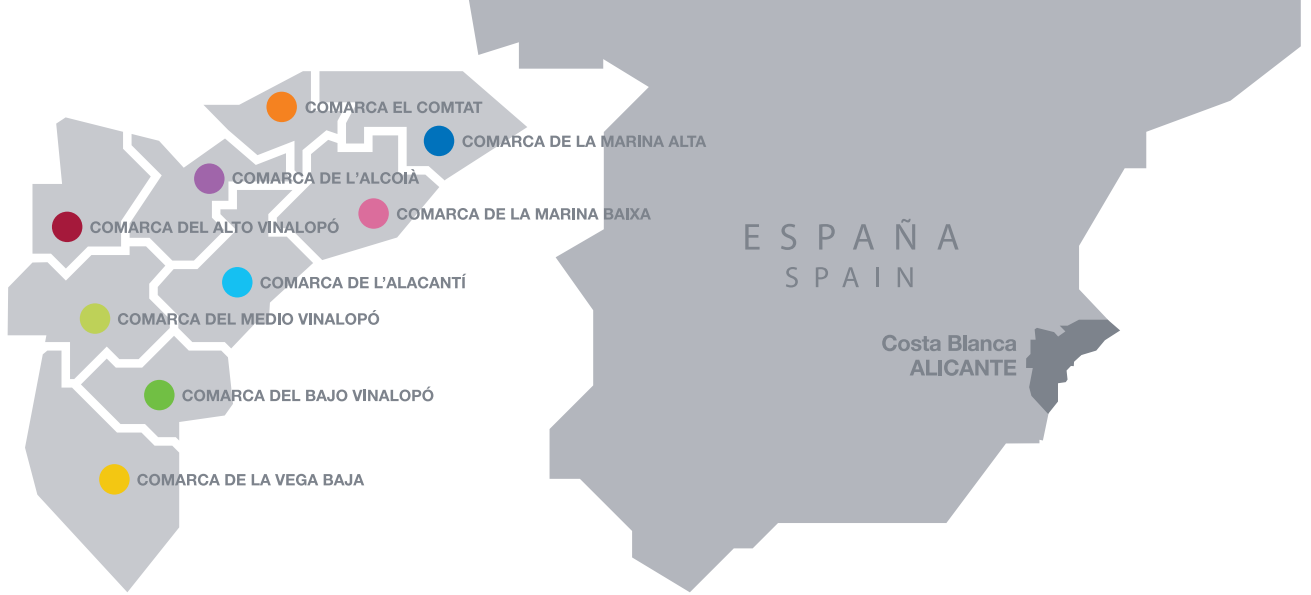 COMARCA EL COMTAT
COMARCA DE LA MARINA ALTA
COMARCA DE L'ALCOIÀ
COMARCA DE LA MARINA BAIXA
COMARCA DEL ALTO VINALOPÓ
COMARCA DE L'ALACANTÍ
COMARCA DEL MEDIO VINALOPÓ
COMARCA DEL BAJO VINALOPÓ
COMARCA DE LA VEGA BAJA
ESPAÑA
SPAIN
Costa Blanca
ALICANTE